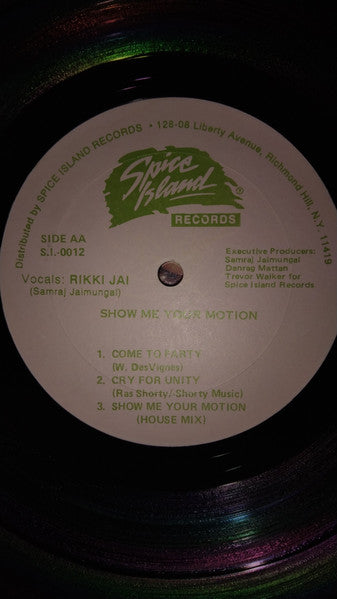 Distributed by SPICE ISLAND RECORDS • 128-08 Liberty Avenue, Richmond Hill, N.Y. 11419
Spice
Island
®
RECORDS
SIDE AA
S.I.-0012
Executive Producers:
Samraj Jaimungal
Danrag Mattan
Trevor Walker for
Spice Island Records
Vocals: RIKKI JAI
(Samraj Jaimungal)
SHOW ME YOUR MOTION
1. COME TO PARTY
(W. DesVignes)
2. CRY FOR UNITY
(Ras Shorty/-Shorty Music)
3. SHOW ME YOUR MOTION
(HOUSE MIX)